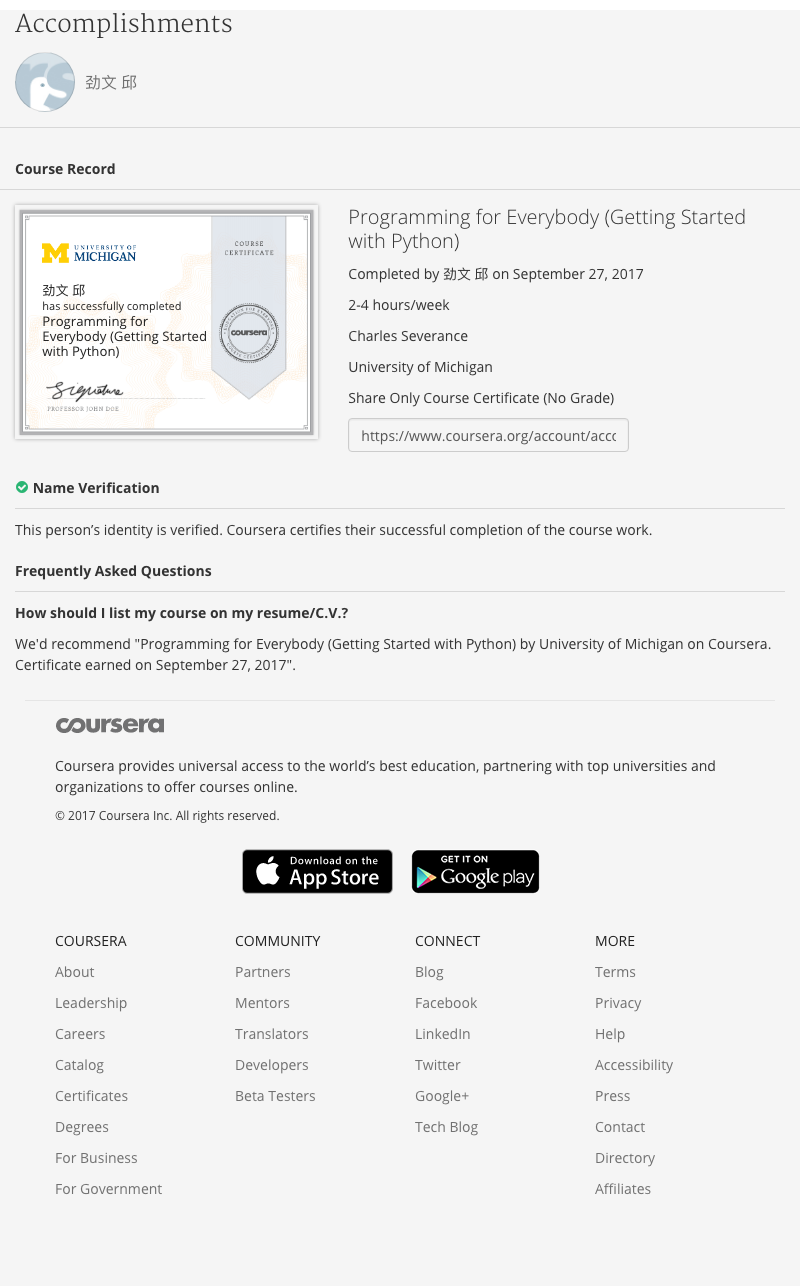 Accomplishments
劲文 邱
Course Record
UNIVERSITY OF
MICHIGAN
劲文 邱
has successfully completed
Programming for
Everybody (Getting Started
with Python)
Signature
PROFESSOR JOHN DOE
COURSE
CERTIFICATE
EDUCATION FOR EVERYONE
coursera
COURSE CERTIFICATE
Programming for Everybody (Getting Started
with Python)
Completed by 劲文 邱 on September 27, 2017
2-4 hours/week
Charles Severance
University of Michigan
Share Only Course Certificate (No Grade)
https://www.coursera.org/account/acco
Name Verification
This person’s identity is verified. Coursera certifies their successful completion of the course work.
Frequently Asked Questions
How should I list my course on my resume/C.V.?
We'd recommend "Programming for Everybody (Getting Started with Python) by University of Michigan on Coursera.
Certificate earned on September 27, 2017".
coursera
Coursera provides universal access to the world’s best education, partnering with top universities and
organizations to offer courses online.
© 2017 Coursera Inc. All rights reserved.
Download on the
App Store
GET IT ON
Google play
COURSERA
About
Leadership
Careers
Catalog
Certificates
Degrees
For Business
For Government
COMMUNITY
Partners
Mentors
Translators
Developers
Beta Testers
CONNECT
Blog
Facebook
LinkedIn
Twitter
Google+
Tech Blog
MORE
Terms
Privacy
Help
Accessibility
Press
Contact
Directory
Affiliates